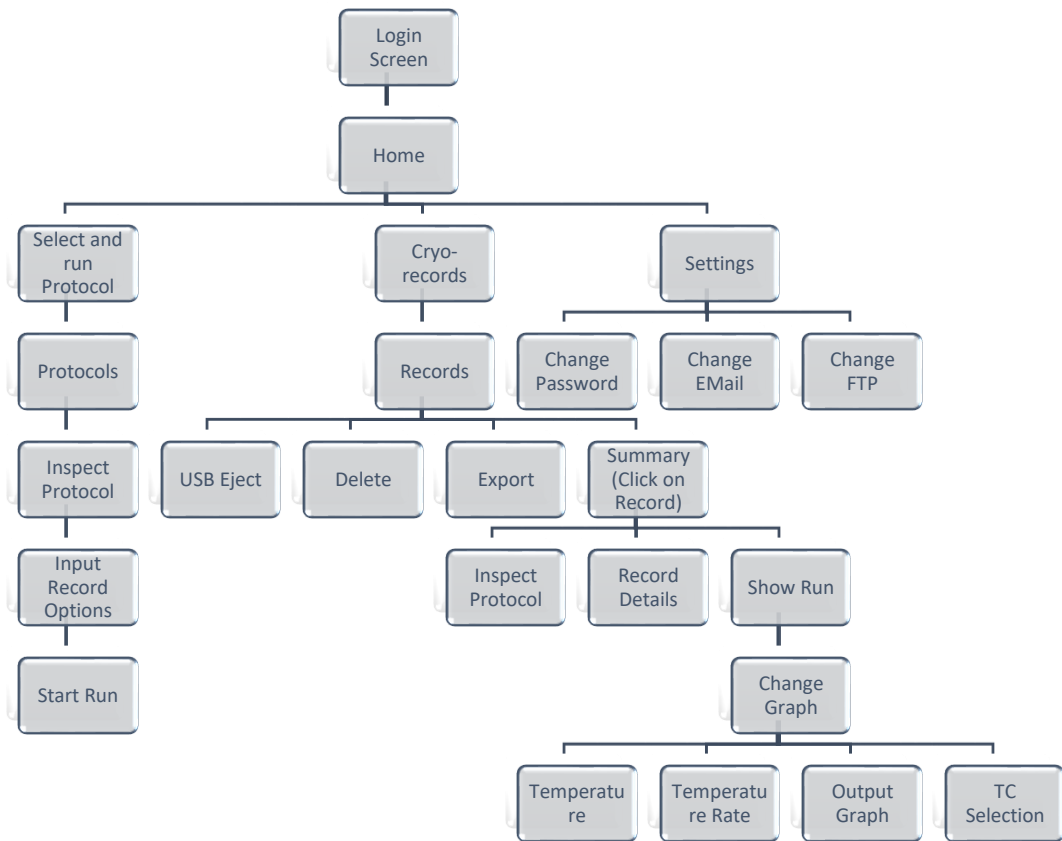 Login
Screen
Home
Select and
run
Protocol
Cryo-
records
Settings
Protocols
Records
Change
Password
Change
EMail
Change
FTP
Inspect
Protocol
USB Eject
Delete
Export
Summary
(Click on
Record)
Input
Record
Options
Inspect
Protocol
Record
Details
Show Run
Start Run
Change
Graph
Temperatu
re
Temperatu
re Rate
Output
Graph
TC
Selection